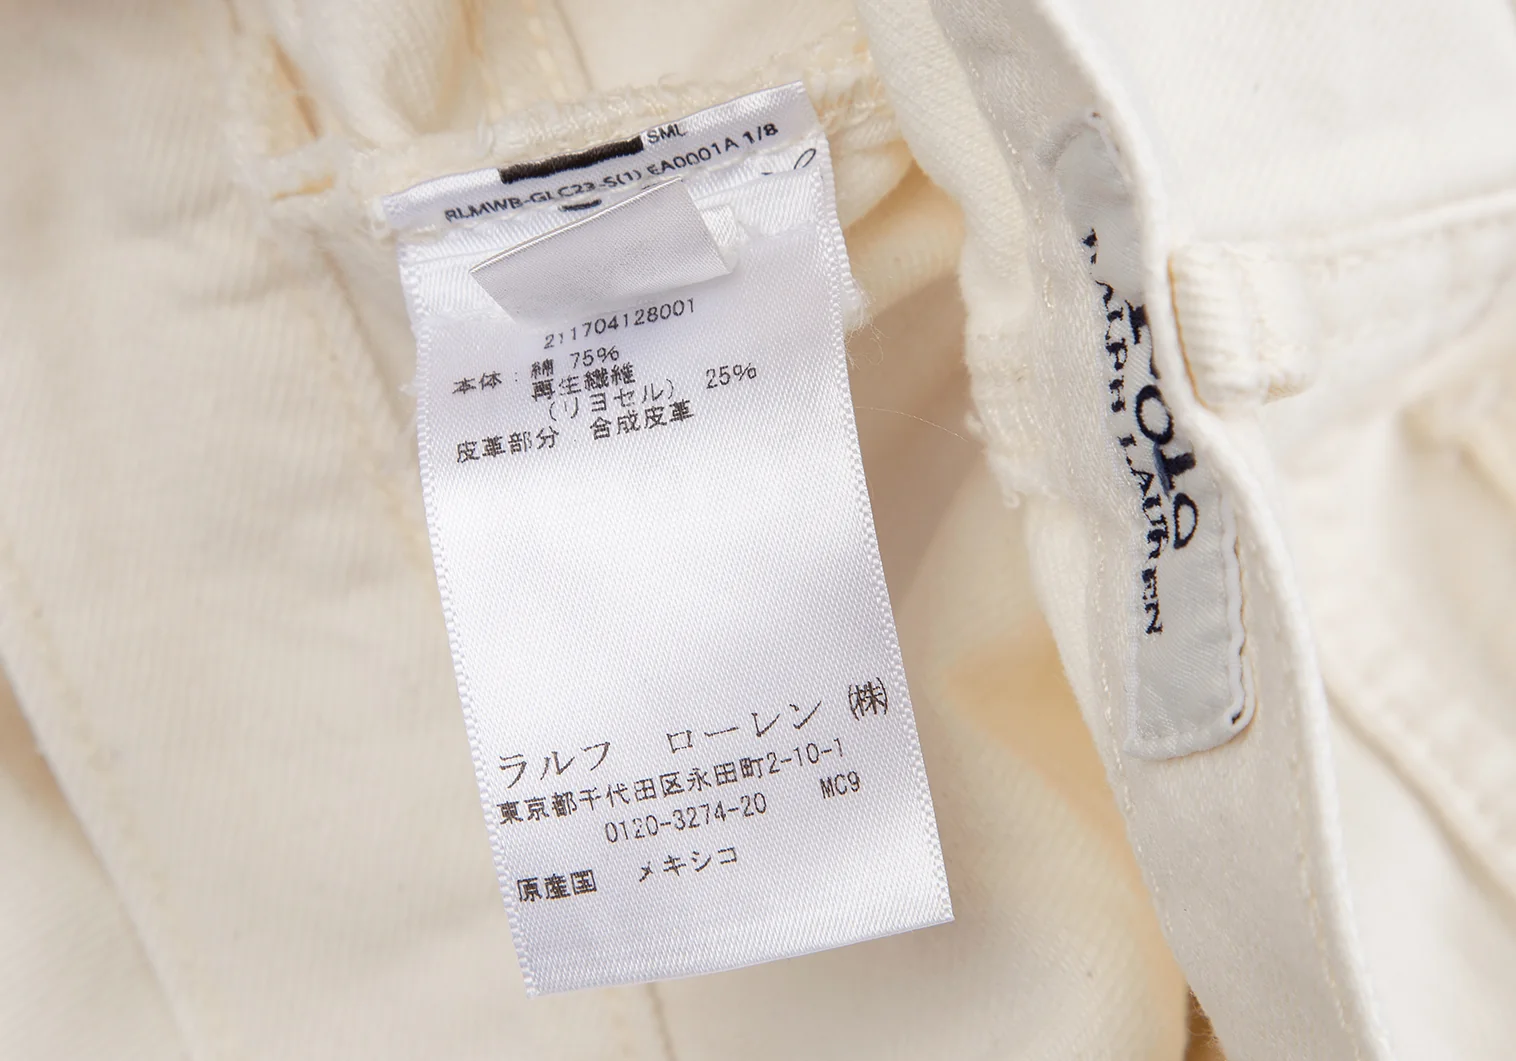 SML
RLMWB-GLC23-S(1) EA0001A 1/8
211704128001
本体 : 綿 75%
再生繊維
(リヨセル) 25%
皮革部分 : 合成皮革
ラルフ ローレン ㈱
東京都千代田区永田町2-10-1
0120-3274-20 MC9
原産国 メキシコ
Polo
RALPH LAUREN